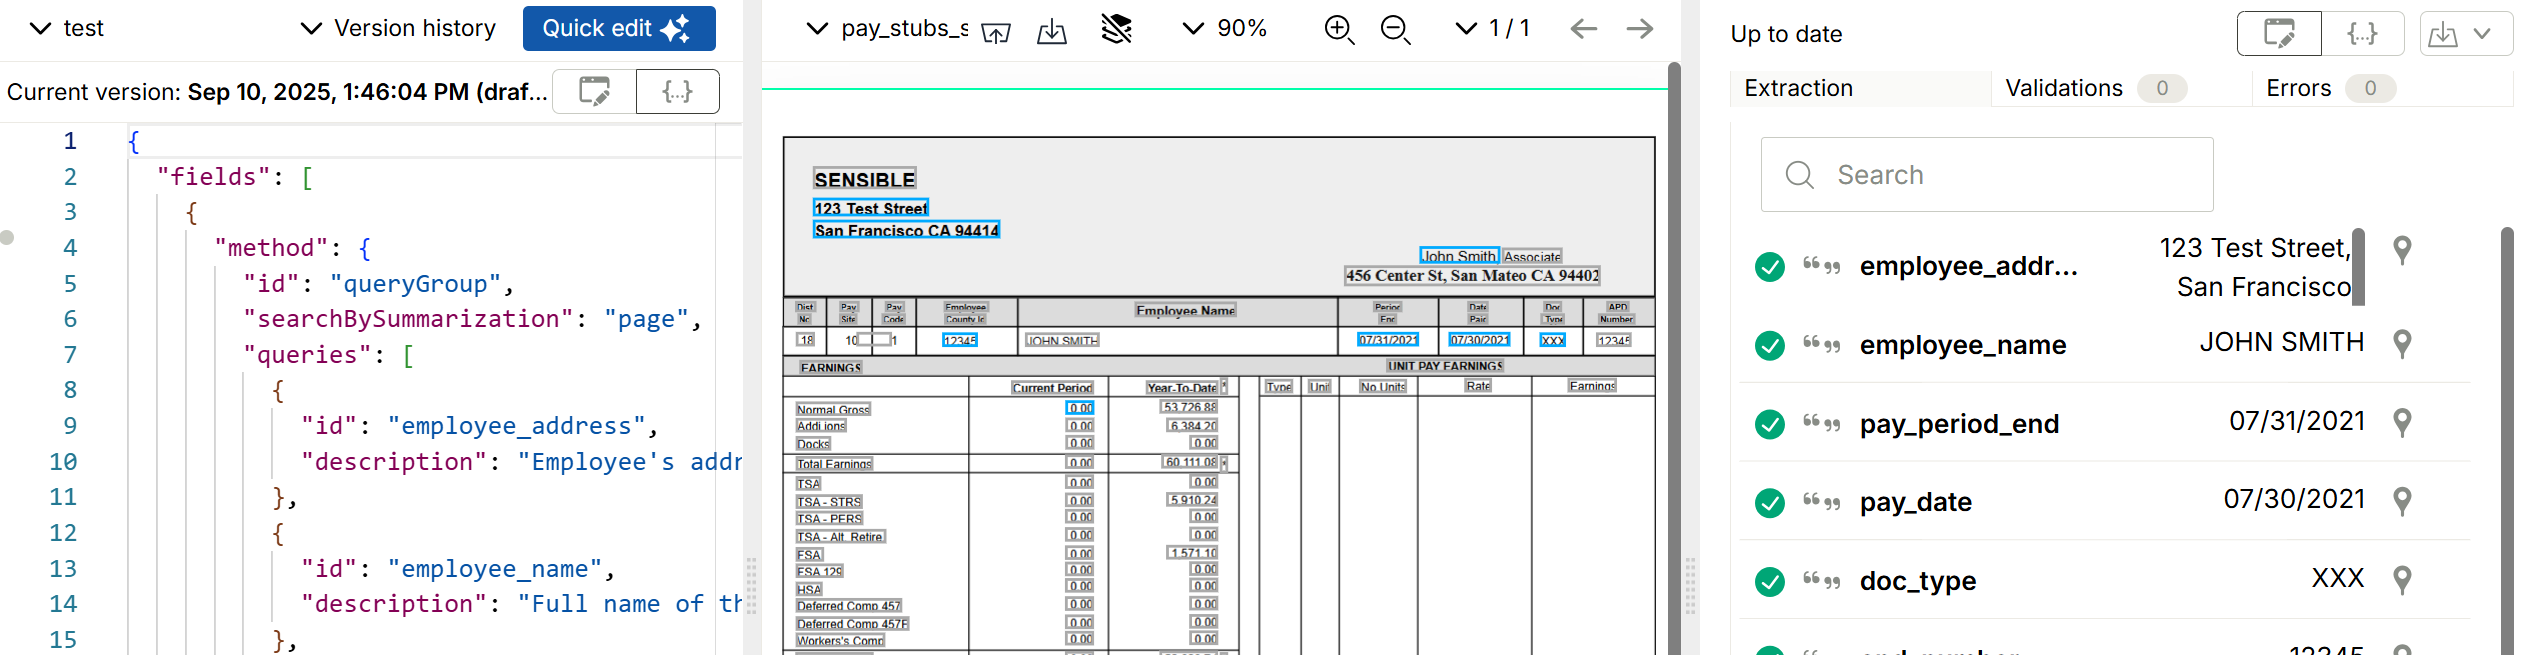 test
Version history
Quick edit
Current version: Sep 10, 2025, 1:46:04 PM (draf...
{...}
1 {
2 "fields": [
3 {
4 "method": {
5 "id": "queryGroup",
6 "searchBySummarization": "page",
7 "queries": [
8 {
9 "id": "employee_address",
10 "description": "Employee's addr
11 },
12 {
13 "id": "employee_name",
14 "description": "Full name of th
15 },
pay_stubs_s
90%
1 / 1
SENSIBLE
123 Test Street
San Francisco CA 94414
John Smith, Associate
456 Center St, San Mateo CA 94402
Dist No
Pay Site
Pay Code
Employee County Id
Employee Name
Period End
Date Paid
Doc Type
APD Number
18
10
1
12345
JOHN SMITH
07/31/2021
07/30/2021
XXX
12345
EARNINGS
UNIT PAY EARNINGS
Current Period Year-To-Date *
Type Unit No Units Rate Earnings
Normal Gross 0.00 53,726.88
Addi ions 0.00 6,384.20
Docks 0.00 0.00
Total Earnings 0.00 60,111.08 *
TSA 0.00 0.00
TSA - STRS 0.00 5,910.24
TSA - PERS 0.00 0.00
TSA - Alt. Retire 0.00 0.00
FSA 0.00 1,571.10
FSA 129 0.00 0.00
HSA 0.00 0.00
Deferred Comp 457 0.00 0.00
Deferred Comp 457F 0.00 0.00
Workers's Comp 0.00 0.00
Up to date
{...}
Extraction
Validations 0
Errors 0
Search
employee_addr... 123 Test Street,
San Francisco
employee_name JOHN SMITH
pay_period_end 07/31/2021
pay_date 07/30/2021
doc_type XXX
12345